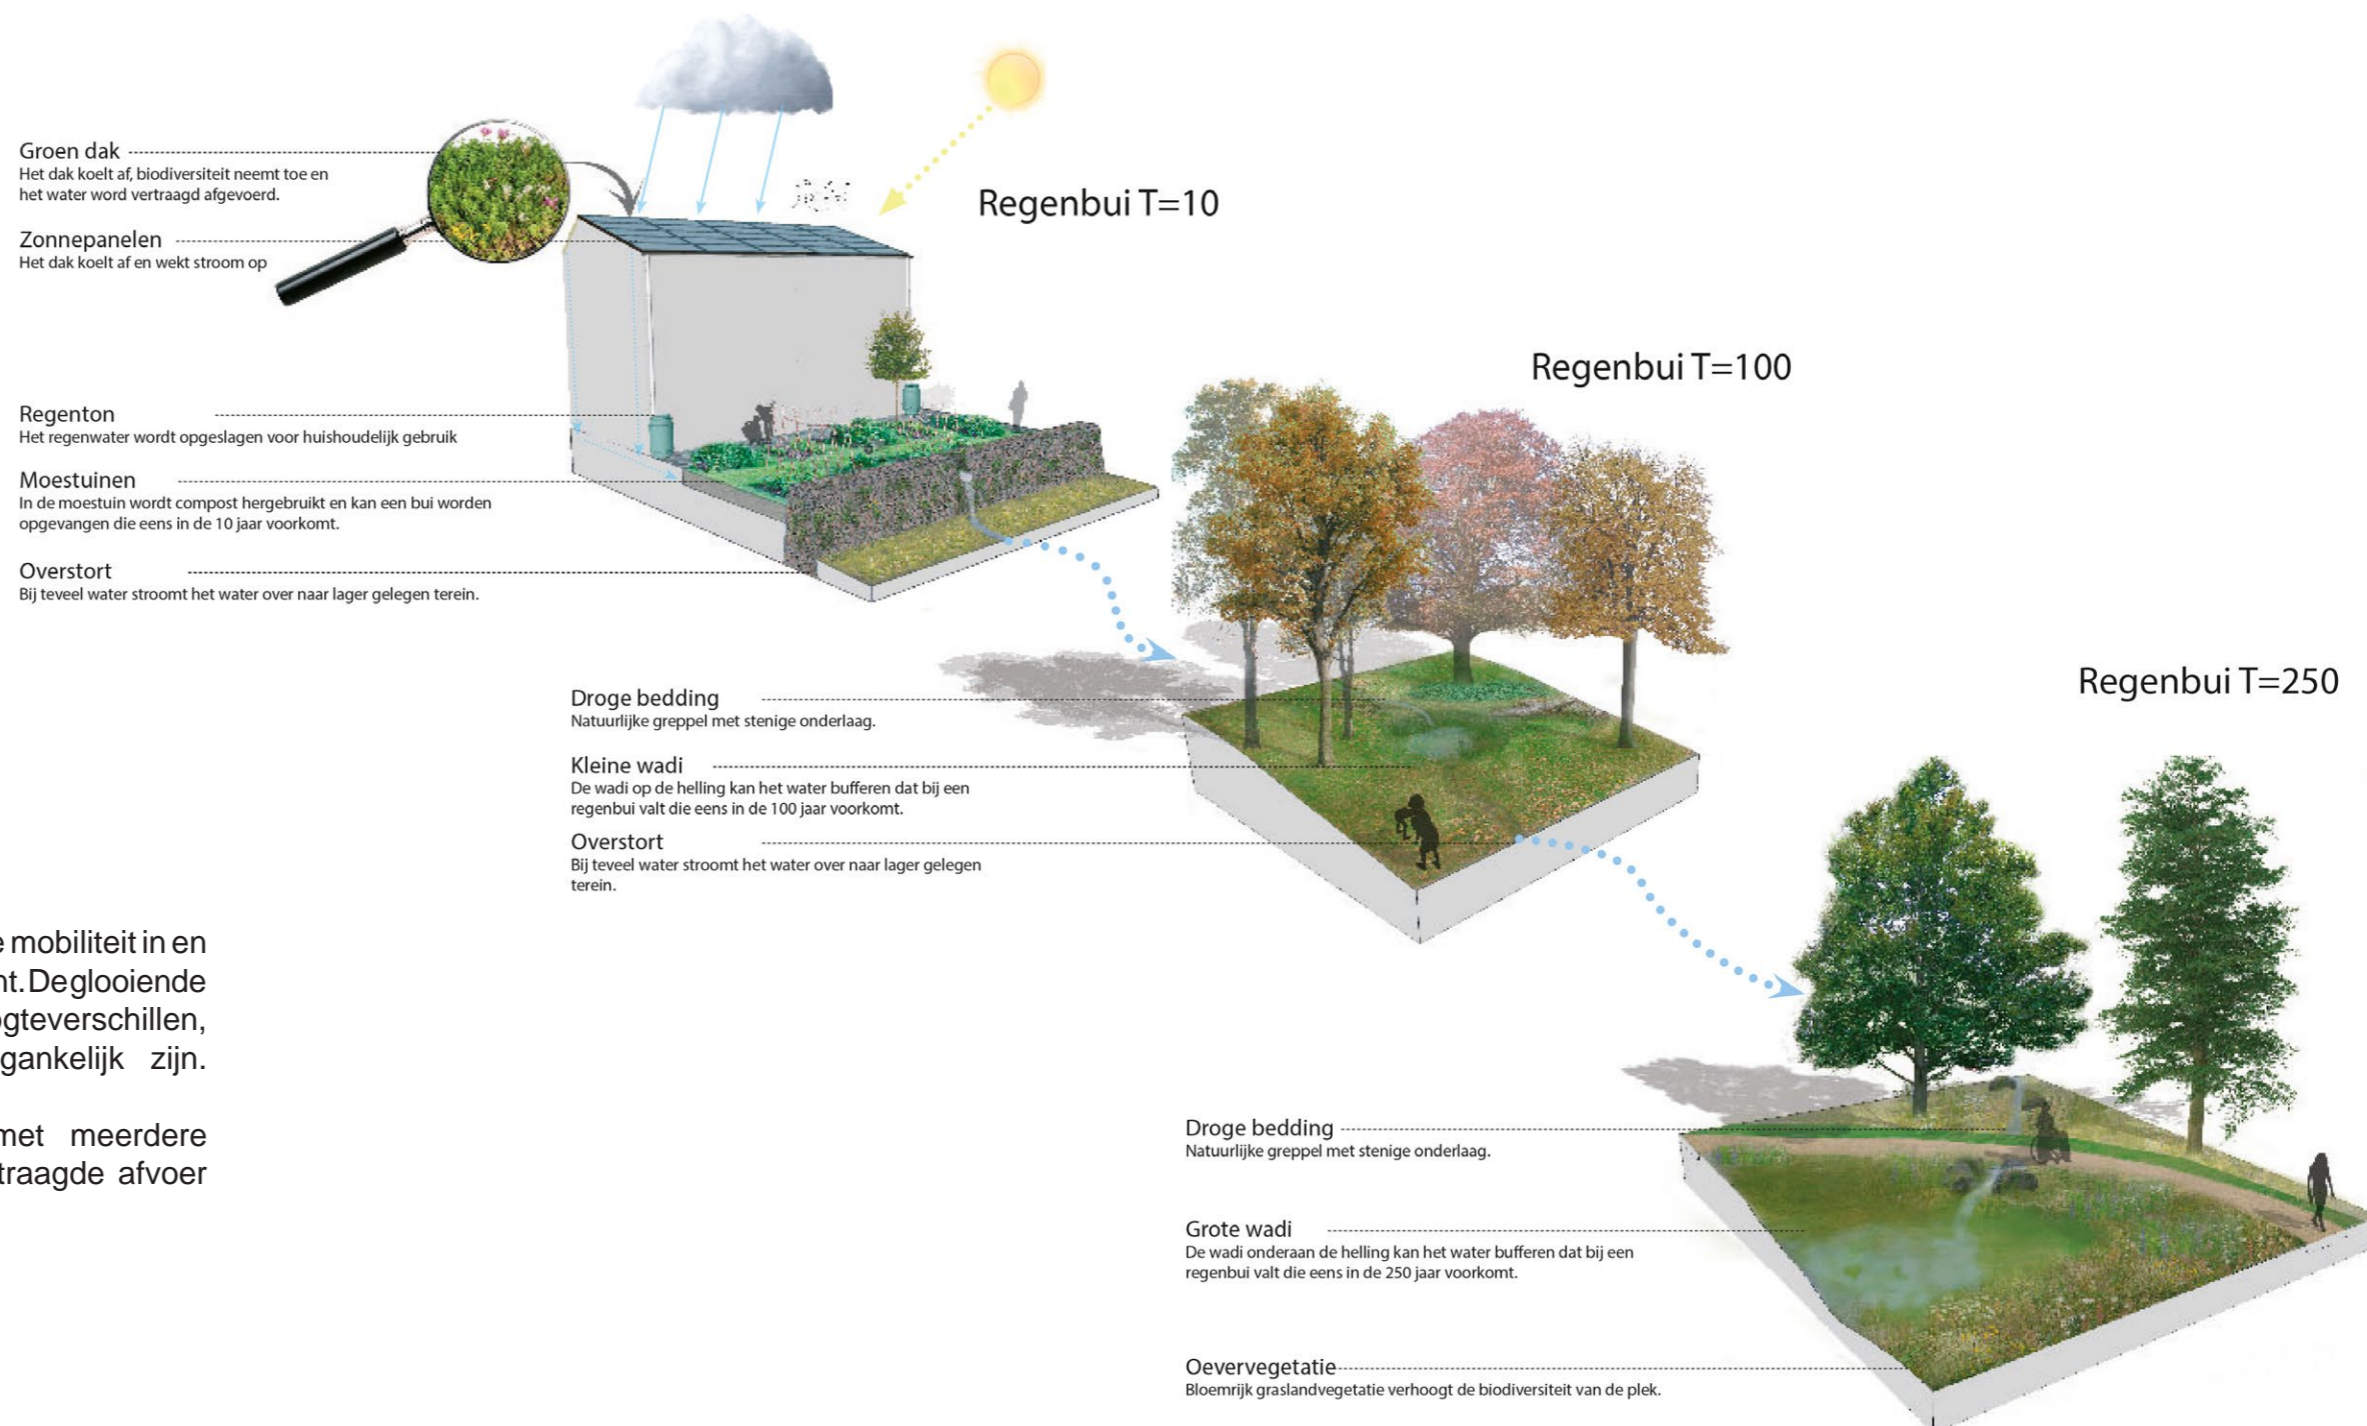 Groen dak
Het dak koelt af, biodiversiteit neemt toe en
het water word vertraagd afgevoerd.
Zonnepanelen
Het dak koelt af en wekt stroom op
Regenbui T=10
Regenton
Het regenwater wordt opgeslagen voor huishoudelijk gebruik
Moestuinen
In de moestuin wordt compost hergebruikt en kan een bui worden
opgevangen die eens in de 10 jaar voorkomt.
Overstort
Bij teveel water stroomt het water over naar lager gelegen terein.
Regenbui T=100
Droge bedding
Natuurlijke greppel met stenige onderlaag.
Kleine wadi
De wadi op de helling kan het water bufferen dat bij een
regenbui valt die eens in de 100 jaar voorkomt.
Overstort
Bij teveel water stroomt het water over naar lager gelegen
terein.
Regenbui T=250
Droge bedding
Natuurlijke greppel met stenige onderlaag.
Grote wadi
De wadi onderaan de helling kan het water bufferen dat bij een
regenbui valt die eens in de 250 jaar voorkomt.
Oevervegetatie
Bloemrijk graslandvegetatie verhoogt de biodiversiteit van de plek.
e mobiliteit in en
nt. De glooiende
ogteverschillen,
gankelijk zijn.
met meerdere
traagde afvoer